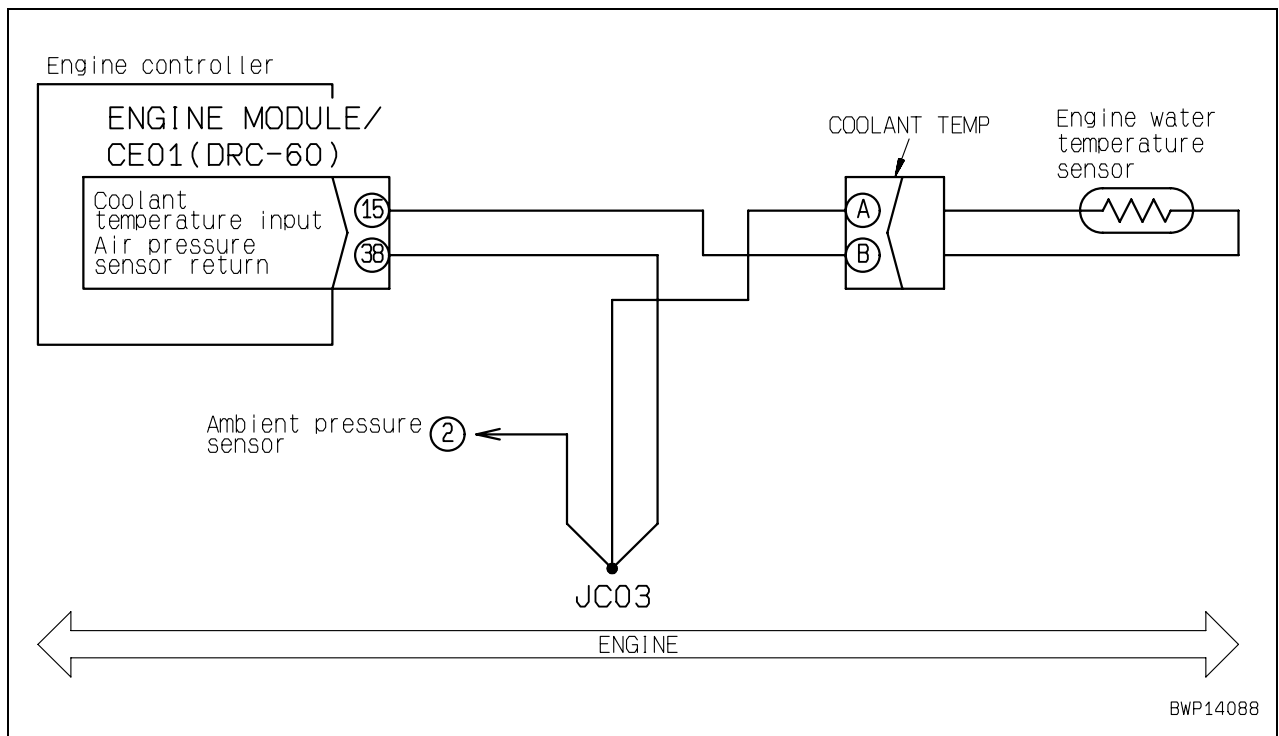 Engine controller
ENGINE MODULE/
CE01(DRC-60)
Coolant
temperature input
Air pressure
sensor return
15
38
COOLANT TEMP
A
B
Engine water
temperature
sensor
Ambient pressure
sensor
2
JC03
ENGINE
BWP14088